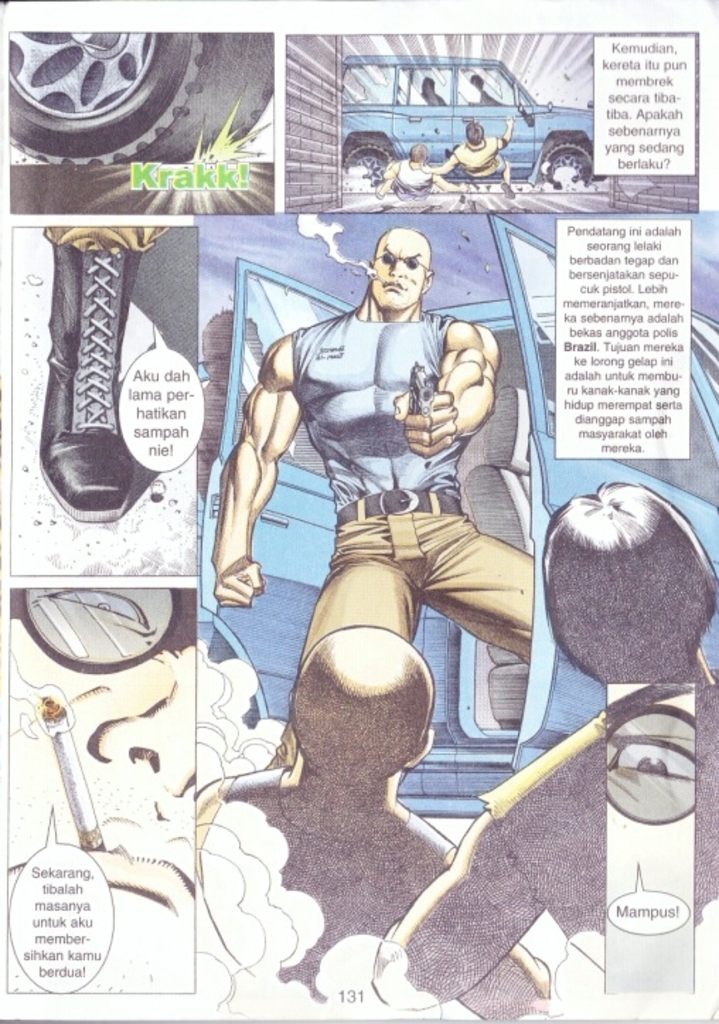 Krakk!
Kemudian,
kereta itu pun
membrek
secara tiba-
tiba. Apakah
sebenarnya
yang sedang
berlaku?
Aku dah
lama per-
hatikan
sampah
nie!
Pendatang ini adalah
seorang lelaki
berbadan tegap dan
bersenjatakan sepu-
cuk pistol. Lebih
memeranjatkan, mere-
ka sebenarnya adalah
bekas anggota polis
Brazil. Tujuan mereka
ke lorong gelap ini
adalah untuk membu-
ru kanak-kanak yang
hidup merempat serta
dianggap sampah
masyarakat oleh
mereka.
Sekarang,
tibalah
masanya
untuk aku
member-
sihkan kamu
berdua!
Mampus!
131